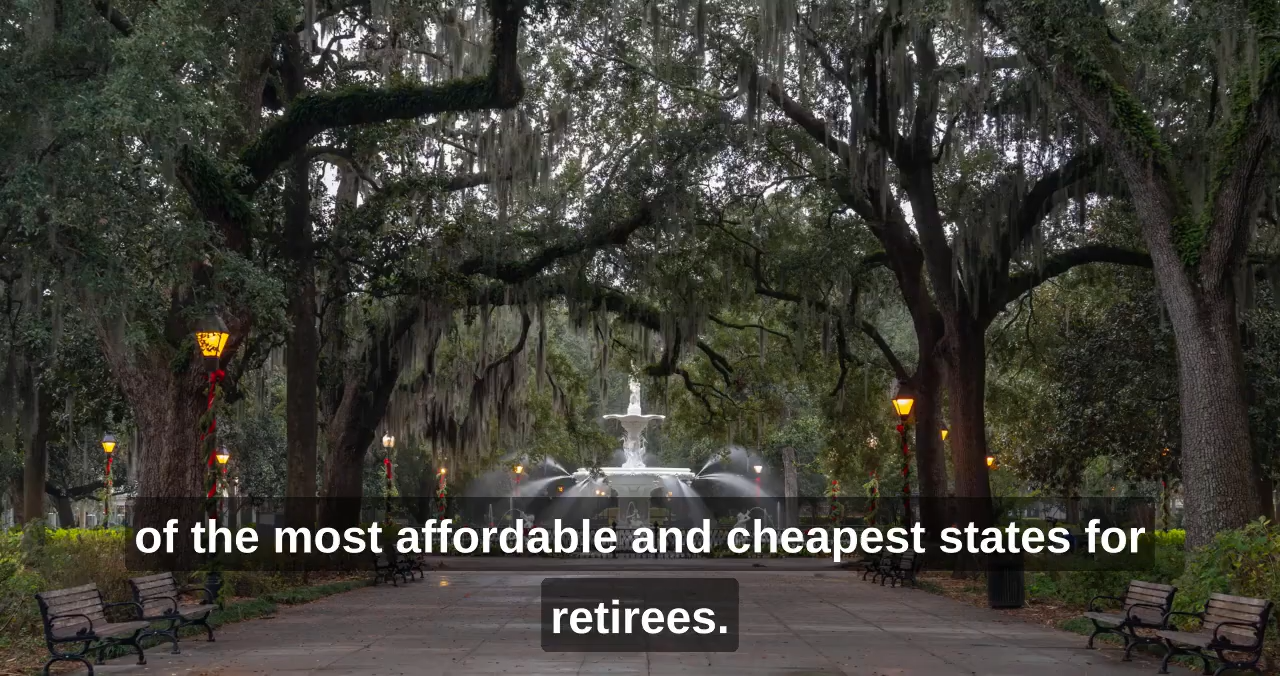 of the most affordable and cheapest states for
retirees.